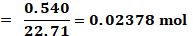 = 0.540/22.71 = 0.02378 mol